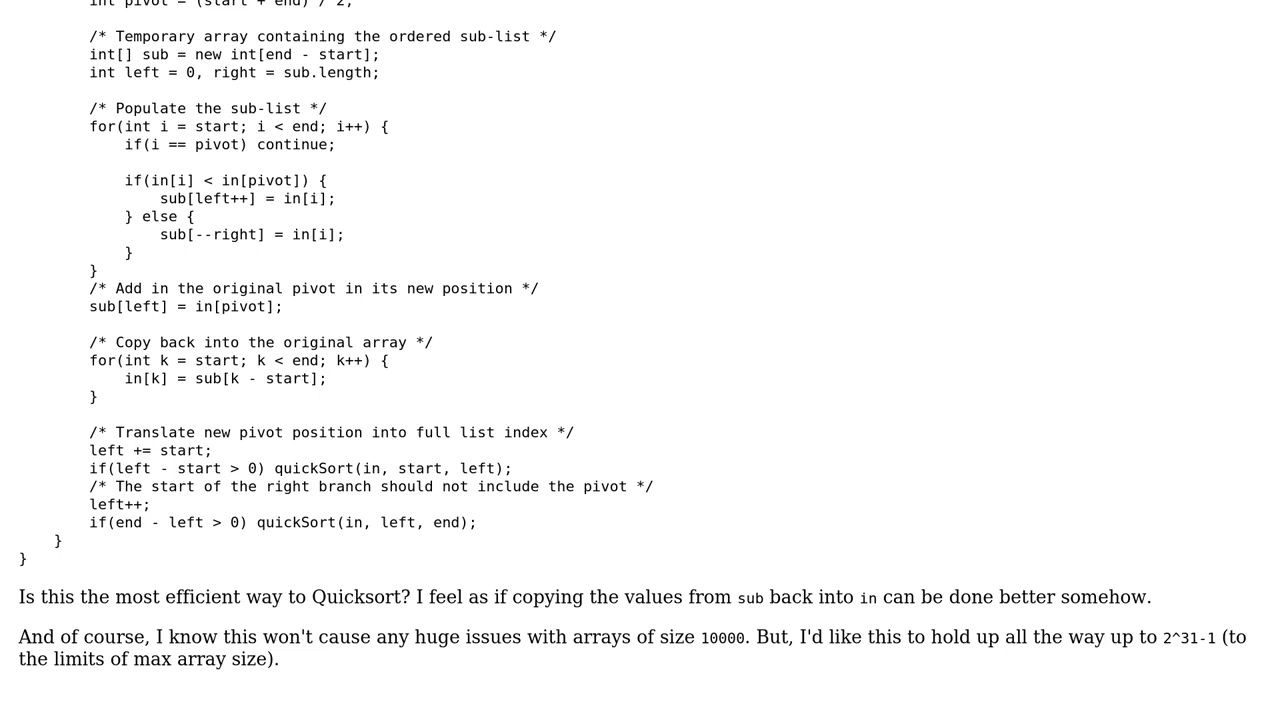 int pivot = (start + end) / 2;
/* Temporary array containing the ordered sub-list */
int[] sub = new int[end - start];
int left = 0, right = sub.length;
/* Populate the sub-list */
for(int i = start; i < end; i++) {
if(i == pivot) continue;
if(in[i] < in[pivot]) {
sub[left++] = in[i];
} else {
sub[--right] = in[i];
}
}
/* Add in the original pivot in its new position */
sub[left] = in[pivot];
/* Copy back into the original array */
for(int k = start; k < end; k++) {
in[k] = sub[k - start];
}
/* Translate new pivot position into full list index */
left += start;
if(left - start > 0) quickSort(in, start, left);
/* The start of the right branch should not include the pivot */
left++;
if(end - left > 0) quickSort(in, left, end);
}
}
Is this the most efficient way to Quicksort? I feel as if copying the values from sub back into in can be done better somehow.
And of course, I know this won't cause any huge issues with arrays of size 10000. But, I'd like this to hold up all the way up to 2^31-1 (to
the limits of max array size).